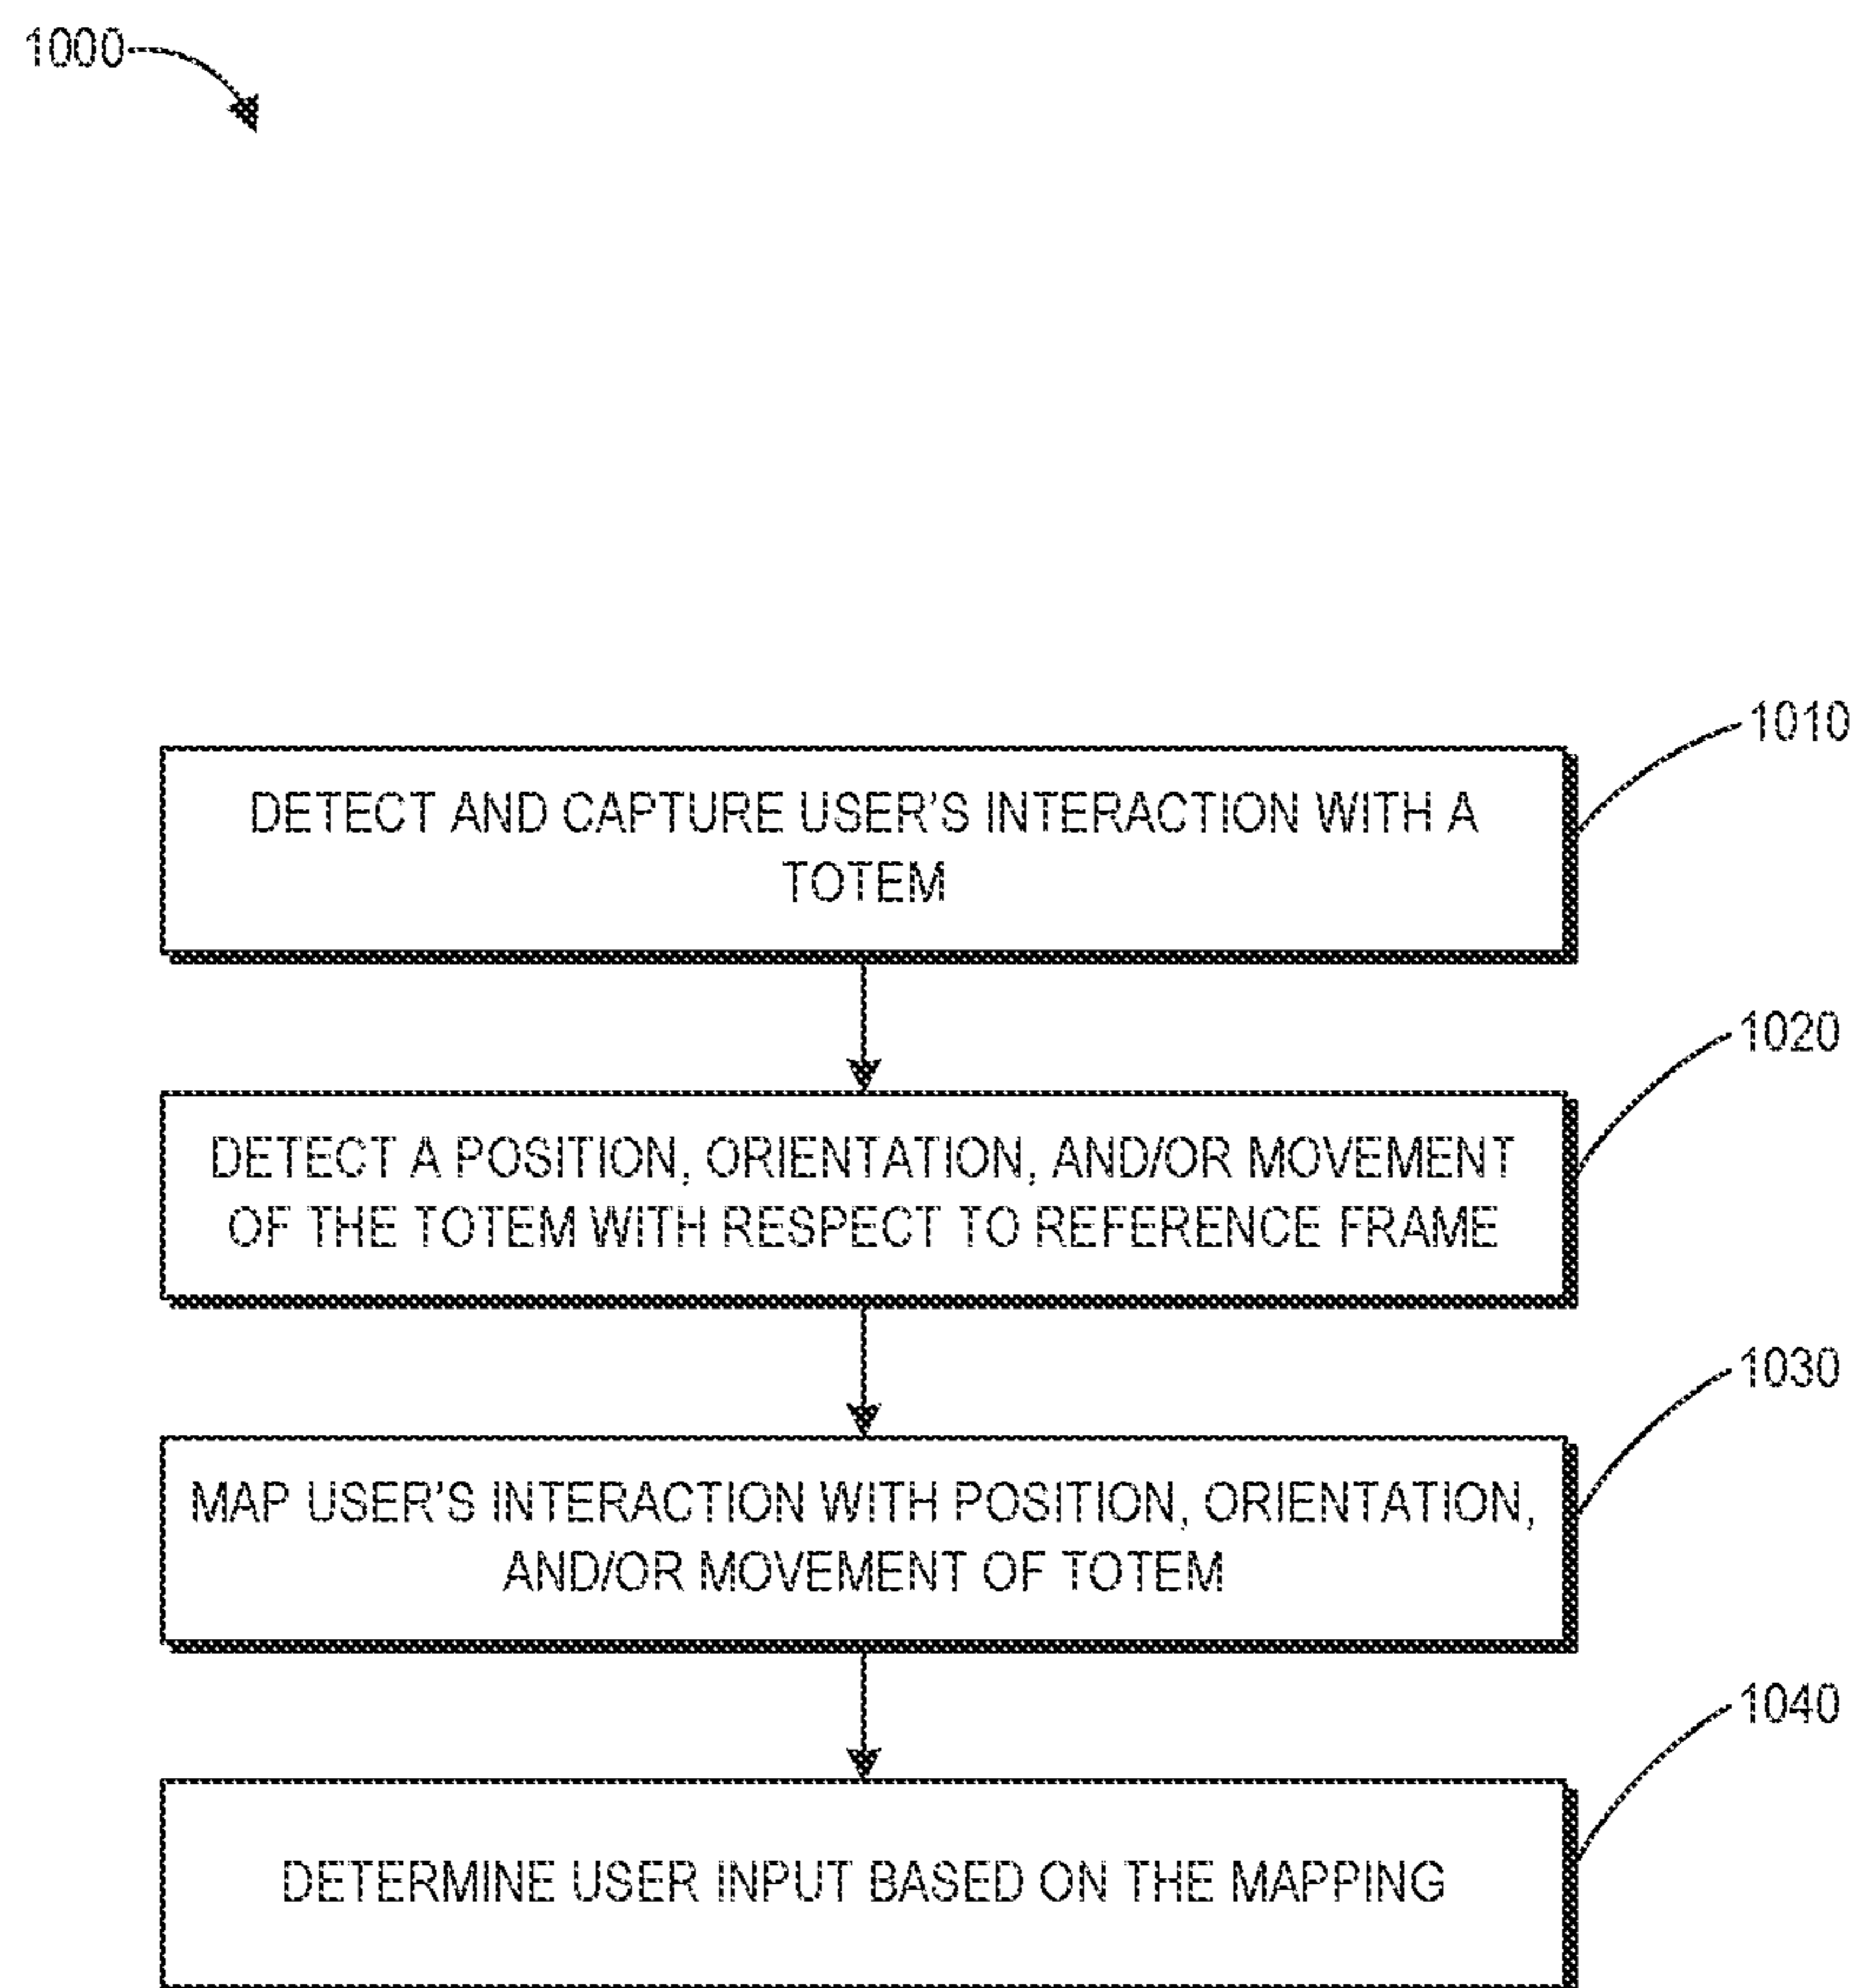 1000
1010
DETECT AND CAPTURE USER’S INTERACTION WITH A
TOTEM
1020
DETECT A POSITION, ORIENTATION, AND/OR MOVEMENT
OF THE TOTEM WITH RESPECT TO REFERENCE FRAME
1030
MAP USER’S INTERACTION WITH POSITION, ORIENTATION,
AND/OR MOVEMENT OF TOTEM
1040
DETERMINE USER INPUT BASED ON THE MAPPING